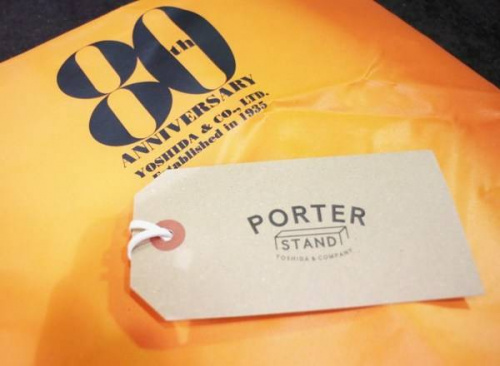 80th
ANNIVERSARY
YOSHIDA & CO., LTD.
Established in 1935
PORTER
STAND
YOSHIDA & COMPANY